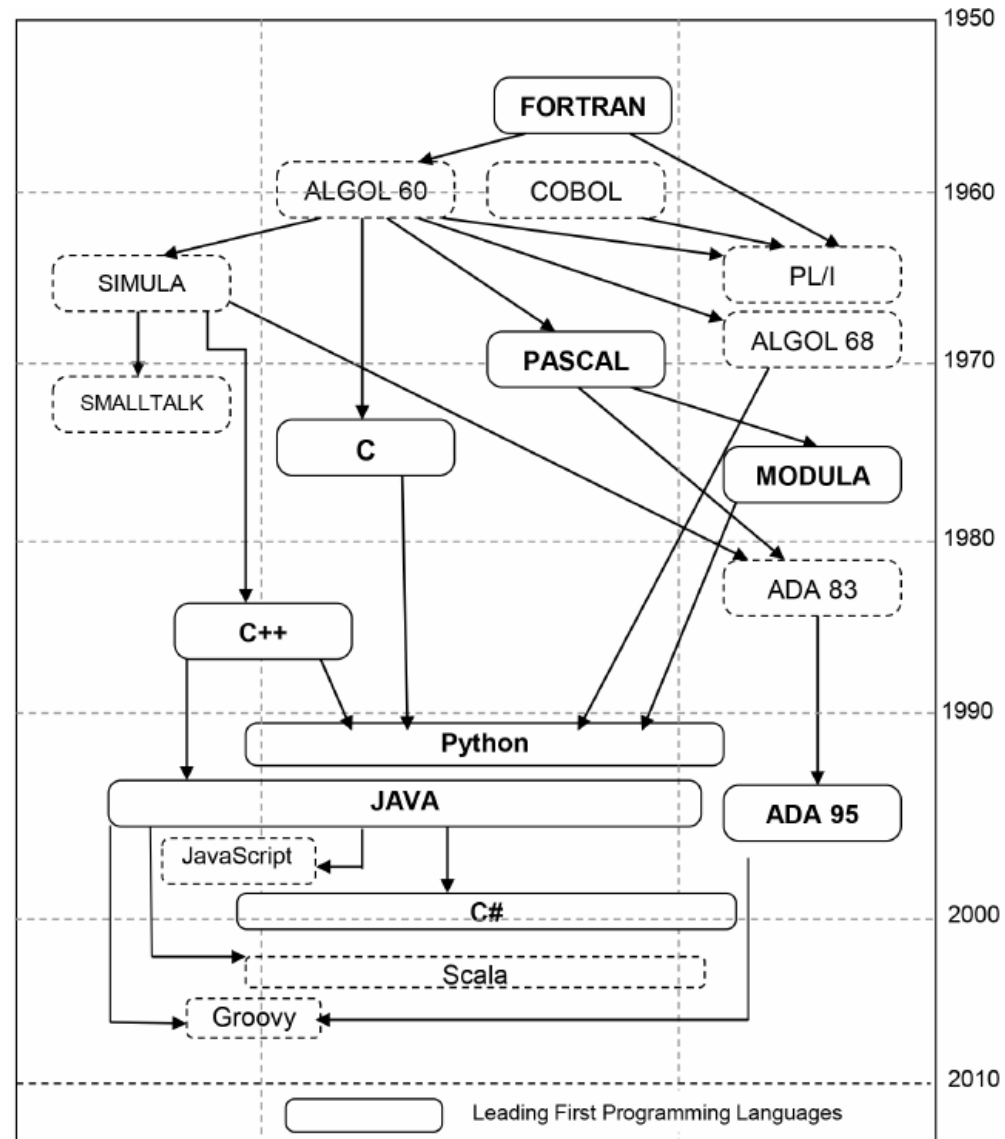 1950
FORTRAN
ALGOL 60
COBOL
1960
SIMULA
PL/I
ALGOL 68
PASCAL
1970
SMALLTALK
C
MODULA
1980
ADA 83
C++
1990
Python
JAVA
ADA 95
JavaScript
C#
2000
Scala
Groovy
2010
Leading First Programming Languages